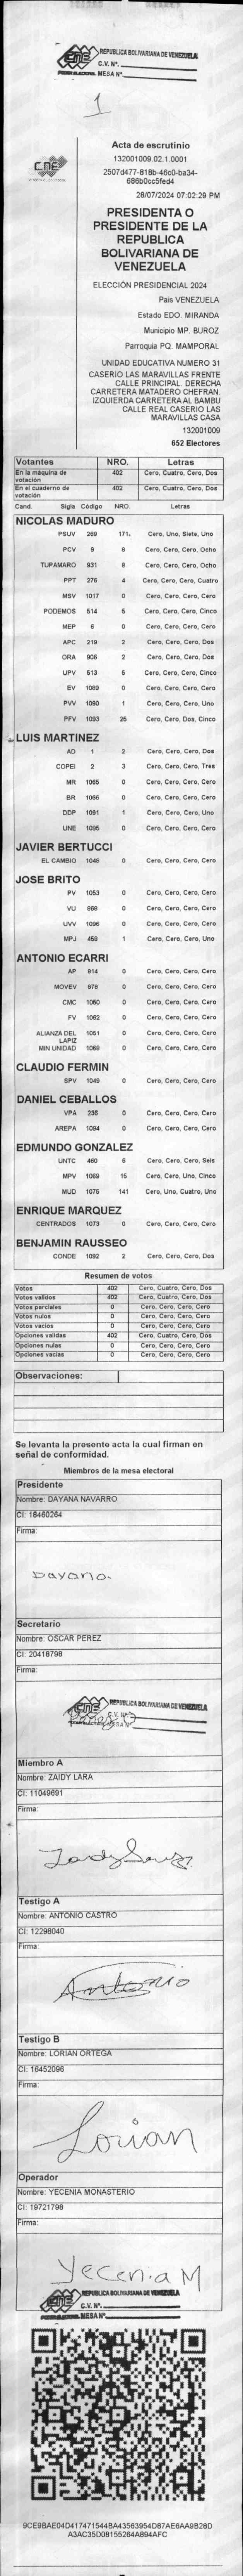 CNE
REPUBLICA BOLIVARIANA DE VENEZUELA
C.V. Nº.
PODER ELECTORAL MESA Nº.
1
Acta de escrutinio
132001009.02.1.0001
CNE
2507d477-818b-46c0-ba34-
686b0cc5fed4
28/07/2024 07:02:29 PM
PRESIDENTA O
PRESIDENTE DE LA
REPUBLICA
BOLIVARIANA DE
VENEZUELA
ELECCIÓN PRESIDENCIAL 2024
Pais VENEZUELA
Estado EDO. MIRANDA
Municipio MP. BUROZ
Parroquia PQ. MAMPORAL
UNIDAD EDUCATIVA NUMERO 31
CASERIO LAS MARAVILLAS FRENTE
CALLE PRINCIPAL. DERECHA
CARRETERA MATADERO CHEFRAN.
IZQUIERDA CARRETERA AL BAMBU
CALLE REAL CASERIO LAS
MARAVILLAS CASA
132001009
652 Electores
Votantes NRO. Letras
En la máquina de votación 402 Cero, Cuatro, Cero, Dos
En el cuaderno de votación 402 Cero, Cuatro, Cero, Dos
Cand. Sigla Código NRO. Letras
NICOLAS MADURO
PSUV 269 171. Cero, Uno, Siete, Uno
PCV 9 8 Cero, Cero, Cero, Ocho
TUPAMARO 931 8 Cero, Cero, Cero, Ocho
PPT 276 4 Cero, Cero, Cero, Cuatro
MSV 1017 0 Cero, Cero, Cero, Cero
PODEMOS 514 5 Cero, Cero, Cero, Cinco
MEP 6 0 Cero, Cero, Cero, Cero
APC 219 2 Cero, Cero, Cero, Dos
ORA 906 2 Cero, Cero, Cero, Dos
UPV 513 5 Cero, Cero, Cero, Cinco
EV 1089 0 Cero, Cero, Cero, Cero
PVV 1090 1 Cero, Cero, Cero, Uno
PFV 1093 25 Cero, Cero, Dos, Cinco
LUIS MARTINEZ
AD 1 2 Cero, Cero, Cero, Dos
COPEI 2 3 Cero, Cero, Cero, Tres
MR 1065 0 Cero, Cero, Cero, Cero
BR 1066 0 Cero, Cero, Cero, Cero
DDP 1091 1 Cero, Cero, Cero, Uno
UNE 1095 0 Cero, Cero, Cero, Cero
JAVIER BERTUCCI
EL CAMBIO 1048 0 Cero, Cero, Cero, Cero
JOSE BRITO
PV 1053 0 Cero, Cero, Cero, Cero
VU 868 0 Cero, Cero, Cero, Cero
UVV 1096 0 Cero, Cero, Cero, Cero
MPJ 458 1 Cero, Cero, Cero, Uno
ANTONIO ECARRI
AP 914 0 Cero, Cero, Cero, Cero
MOVEV 878 0 Cero, Cero, Cero, Cero
CMC 1050 0 Cero, Cero, Cero, Cero
FV 1062 0 Cero, Cero, Cero, Cero
ALIANZA DEL LAPIZ 1051 0 Cero, Cero, Cero, Cero
MIN UNIDAD 1068 0 Cero, Cero, Cero, Cero
CLAUDIO FERMIN
SPV 1049 0 Cero, Cero, Cero, Cero
DANIEL CEBALLOS
VPA 236 0 Cero, Cero, Cero, Cero
AREPA 1094 0 Cero, Cero, Cero, Cero
EDMUNDO GONZALEZ
UNTC 460 6 Cero, Cero, Cero, Seis
MPV 1069 15 Cero, Cero, Uno, Cinco
MUD 1075 141 Cero, Uno, Cuatro, Uno
ENRIQUE MARQUEZ
CENTRADOS 1073 0 Cero, Cero, Cero, Cero
BENJAMIN RAUSSEO
CONDE 1092 2 Cero, Cero, Cero, Dos
Resumen de votos
Votos 402 Cero, Cuatro, Cero, Dos
Votos validos 402 Cero, Cuatro, Cero, Dos
Votos parciales 0 Cero, Cero, Cero, Cero
Votos nulos 0 Cero, Cero, Cero, Cero
Votos vacios 0 Cero, Cero, Cero, Cero
Opciones validas 402 Cero, Cuatro, Cero, Dos
Opciones nulas 0 Cero, Cero, Cero, Cero
Opciones vacias 0 Cero, Cero, Cero, Cero
Observaciones:
Se levanta la presente acta la cual firman en
señal de conformidad.
Miembros de la mesa electoral
Presidente
Nombre: DAYANA NAVARRO
CI: 18460264
Firma:
Dayana.
Secretario
Nombre: OSCAR PEREZ
CI: 20418798
Firma:
CNE
REPUBLICA BOLIVARIANA DE VENEZUELA
C.V. Nº.
MESA Nº
Miembro A
Nombre: ZAIDY LARA
CI: 11049691
Firma:
Testigo A
Nombre: ANTONIO CASTRO
CI: 12298040
Firma:
Antonio
Testigo B
Nombre: LORIAN ORTEGA
CI: 16452096
Firma:
Lorian
Operador
Nombre: YECENIA MONASTERIO
CI: 19721798
Firma:
Yecenia M
CNE
REPUBLICA BOLIVARIANA DE VENEZUELA
C.V. Nº.
PODER ELECTORAL MESA Nº.
9CE9BAE04D417471544BA43563954D87AE6AA9B28D
A3AC35D08155264A894AFC